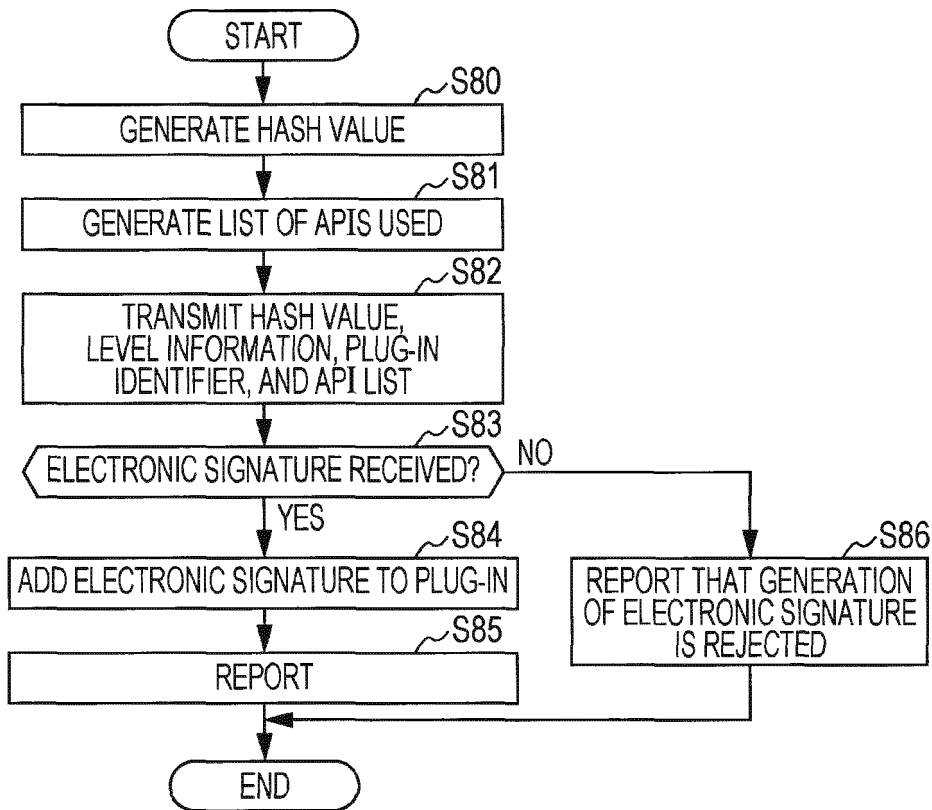 START
S80
GENERATE HASH VALUE
S81
GENERATE LIST OF APIS USED
S82
TRANSMIT HASH VALUE,
LEVEL INFORMATION, PLUG-IN
IDENTIFIER, AND API LIST
S83
ELECTRONIC SIGNATURE RECEIVED?
NO
YES
S84
ADD ELECTRONIC SIGNATURE TO PLUG-IN
S85
REPORT
S86
REPORT THAT GENERATION
OF ELECTRONIC SIGNATURE
IS REJECTED
END